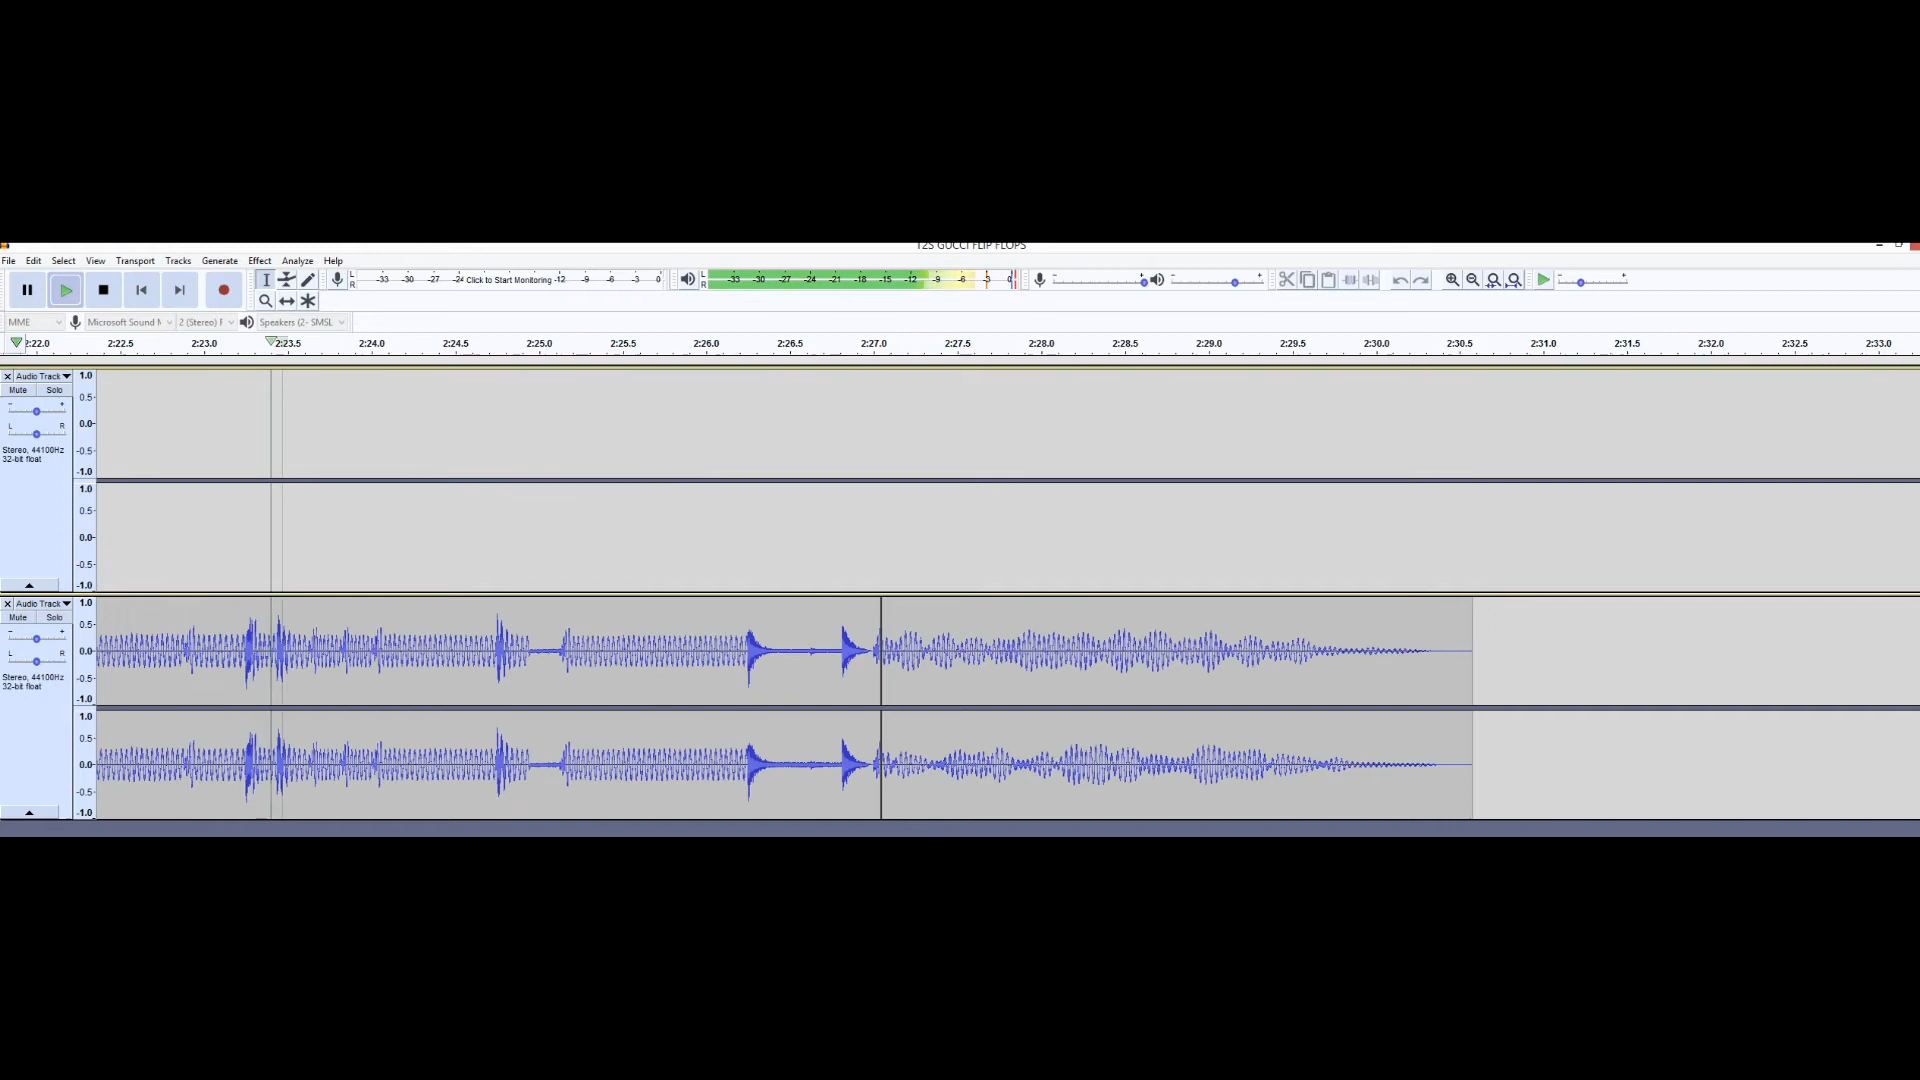 T2S GUCCI FLIP FLOPS
File Edit Select View Transport Tracks Generate Effect Analyze Help
L -33 -30 -27 -24 Click to Start Monitoring -12 -9 -6 -3 0
R
L -33 -30 -27 -24 -21 -18 -15 -12 -9 -6 -3 0
R
- + - + - +
MME Microsoft Sound M 2 (Stereo) F Speakers (2- SMSL
2:22.0 2:22.5 2:23.0 2:23.5 2:24.0 2:24.5 2:25.0 2:25.5 2:26.0 2:26.5 2:27.0 2:27.5 2:28.0 2:28.5 2:29.0 2:29.5 2:30.0 2:30.5 2:31.0 2:31.5 2:32.0 2:32.5 2:33.0
Audio Track 1.0
Mute Solo
- + 0.5
L R 0.0
Stereo, 44100Hz -0.5
32-bit float
-1.0
1.0
0.5
0.0
-0.5
-1.0
Audio Track 1.0
Mute Solo
- + 0.5
L R 0.0
Stereo, 44100Hz -0.5
32-bit float
-1.0
1.0
0.5
0.0
-0.5
-1.0